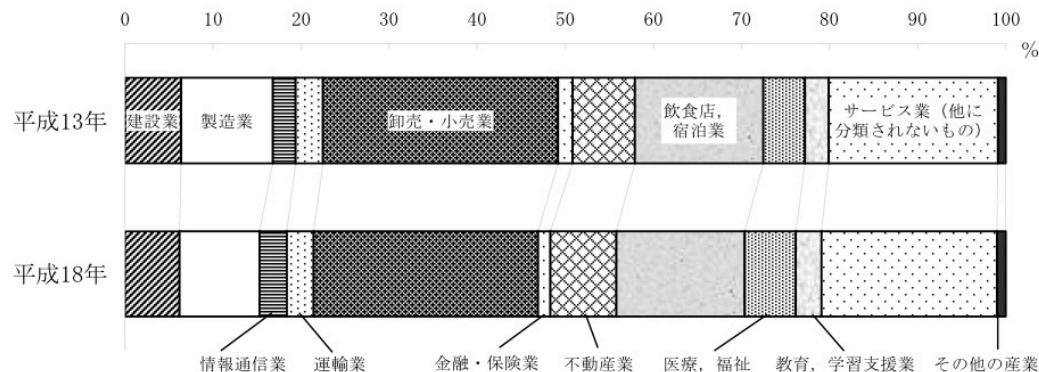 0 10 20 30 40 50 60 70 80 90 100
%
平成13年
建設業
製造業
卸売・小売業
飲食店，
宿泊業
サービス業（他に
分類されないもの）
平成18年
情報通信業
運輸業
金融・保険業
不動産業
医療，福祉
教育，学習支援業
その他の産業